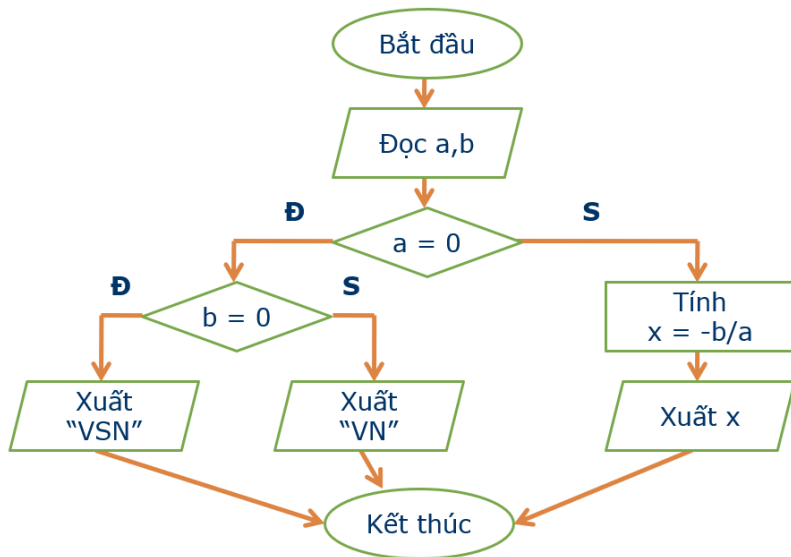 Bắt đầu
Đọc a,b
Đ
S
a = 0
Đ
S
b = 0
Tính
x = -b/a
Xuất
“VSN”
Xuất
“VN”
Xuất x
Kết thúc